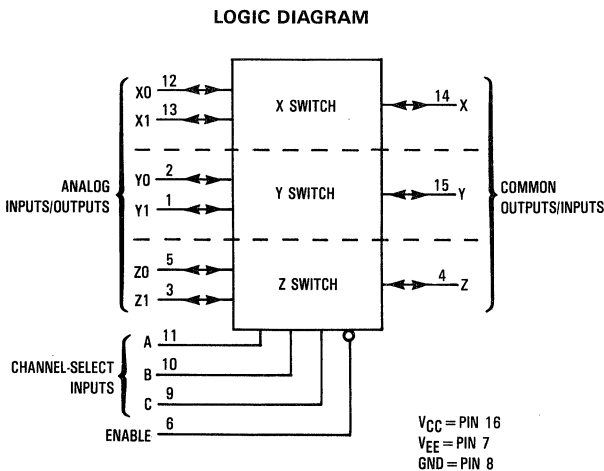 LOGIC DIAGRAM
X0 12
X1 13
X SWITCH
14 X
ANALOG
INPUTS/OUTPUTS
Y0 2
Y1 1
Y SWITCH
15 Y
COMMON
OUTPUTS/INPUTS
Z0 5
Z1 3
Z SWITCH
4 Z
CHANNEL-SELECT
INPUTS
A 11
B 10
C 9
ENABLE 6
VCC = PIN 16
VEE = PIN 7
GND = PIN 8